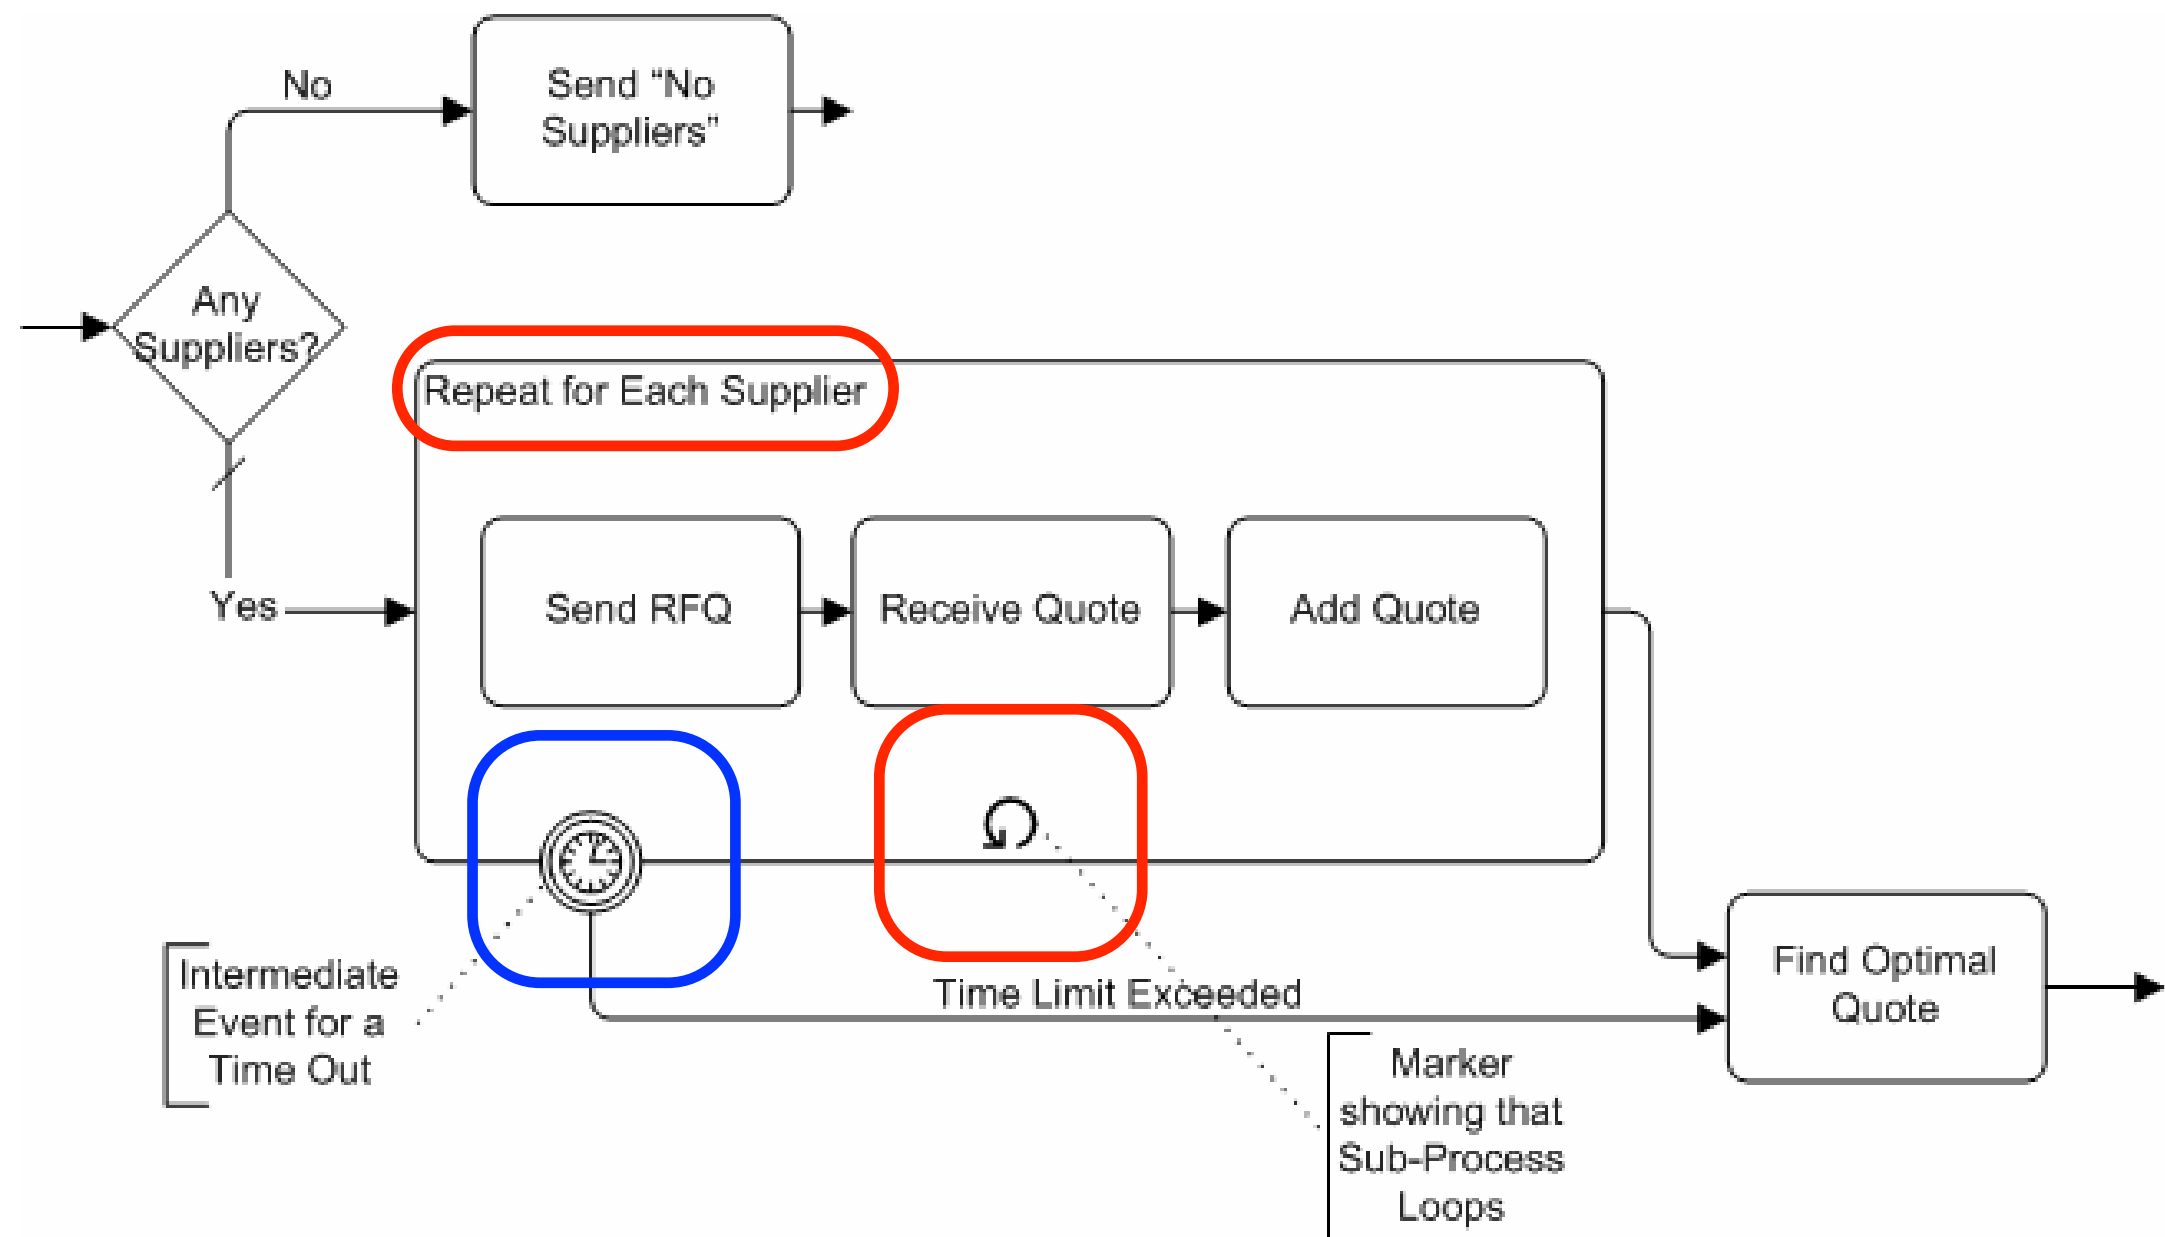 No
Send “No
Suppliers”
Any
Suppliers?
Repeat for Each Supplier
Yes
Send RFQ
Receive Quote
Add Quote
Intermediate
Event for a
Time Out
Time Limit Exceeded
Find Optimal
Quote
Marker
showing that
Sub-Process
Loops